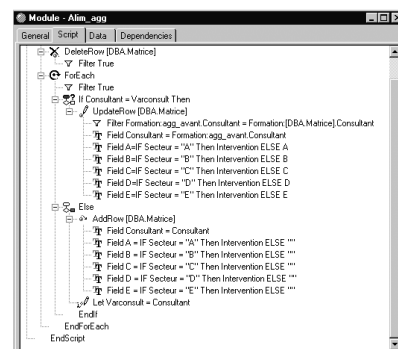 Module - Alim_agg
General Script Data Dependencies
DeleteRow [DBA.Matrice]
Filter True
ForEach
Filter True
If Consultant = Varconsult Then
UpdateRow [DBA.Matrice]
Filter Formation:agg_avant.Consultant = Formation:[DBA.Matrice].Consultant
Field Consultant = Formation:agg_avant.Consultant
Field A=IF Secteur = "A" Then Intervention ELSE A
Field B=IF Secteur = "B" Then Intervention ELSE B
Field C=IF Secteur = "C" Then Intervention ELSE C
Field D=IF Secteur = "D" Then Intervention ELSE D
Field E=IF Secteur = "E" Then Intervention ELSE E
Else
AddRow [DBA.Matrice]
Field Consultant = Consultant
Field A = IF Secteur = "A" Then Intervention ELSE ""
Field B = IF Secteur = "B" Then Intervention ELSE ""
Field C = IF Secteur = "C" Then Intervention ELSE ""
Field D = IF Secteur = "D" Then Intervention ELSE ""
Field E = IF Secteur = "E" Then Intervention ELSE ""
Let Varconsult = Consultant
EndIf
EndForEach
EndScript